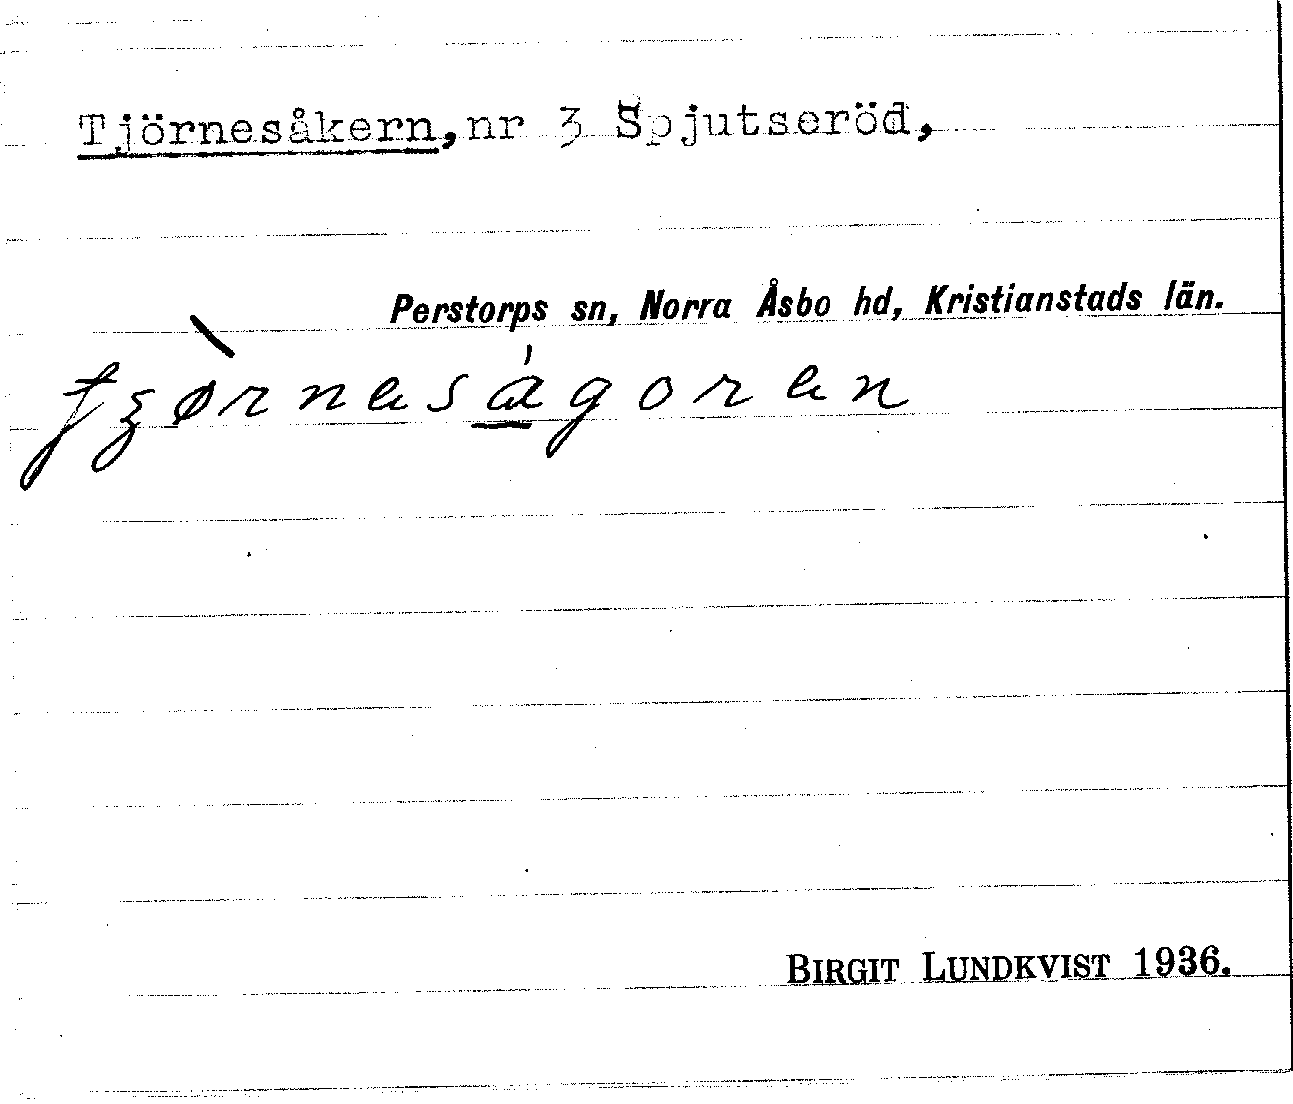 Tjörnesåkern, nr 3 Spjutseröd,
Perstorps sn, Norra Åsbo hd, Kristianstads län.
BIRGIT LUNDKVIST 1936.